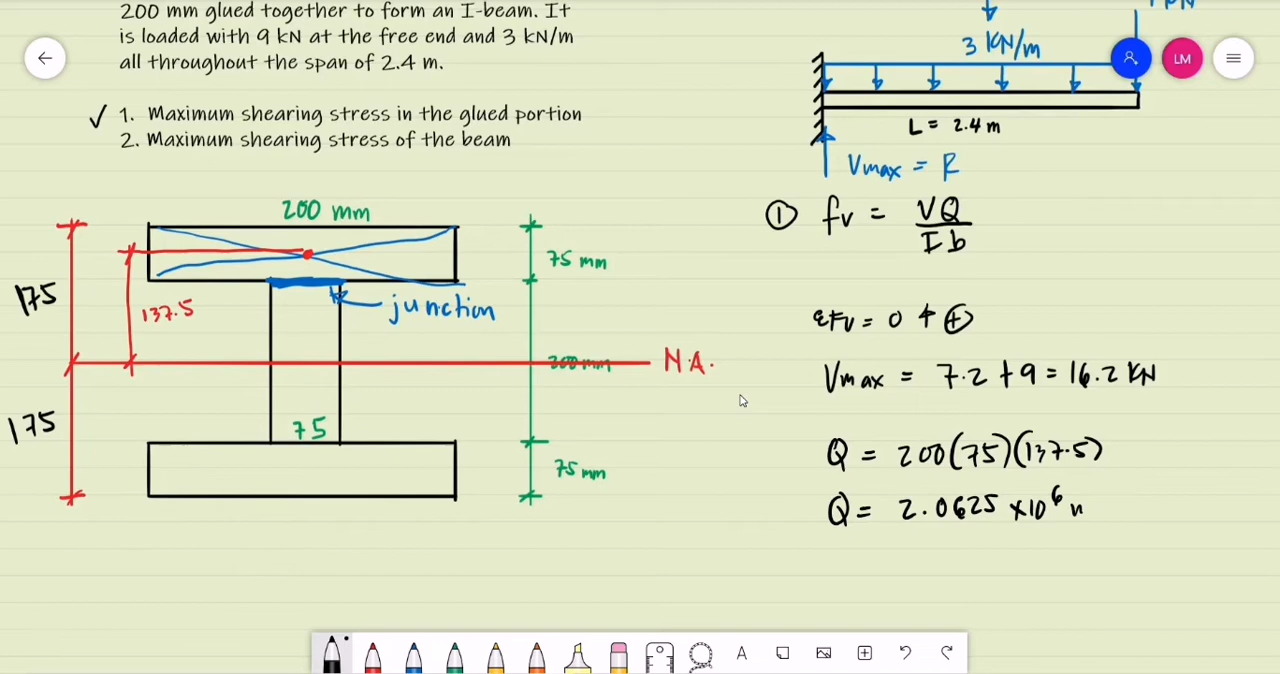 200 mm glued together to form an I-beam. It
is loaded with 9 kN at the free end and 3 kN/m
all throughout the span of 2.4 m.
✓ 1. Maximum shearing stress in the glued portion
2. Maximum shearing stress of the beam
3 KN/m
LM
L = 2.4 m
Vmax = R
200 mm
75 mm
175
137.5
junction
200 mm
N.A.
175
75
75 mm
① fv = VQ
Ib
ΣFv = 0 ↑ +
Vmax = 7.2 + 9 = 16.2 KN
Q = 200(75)(137.5)
Q = 2.0625 ×10⁶
A